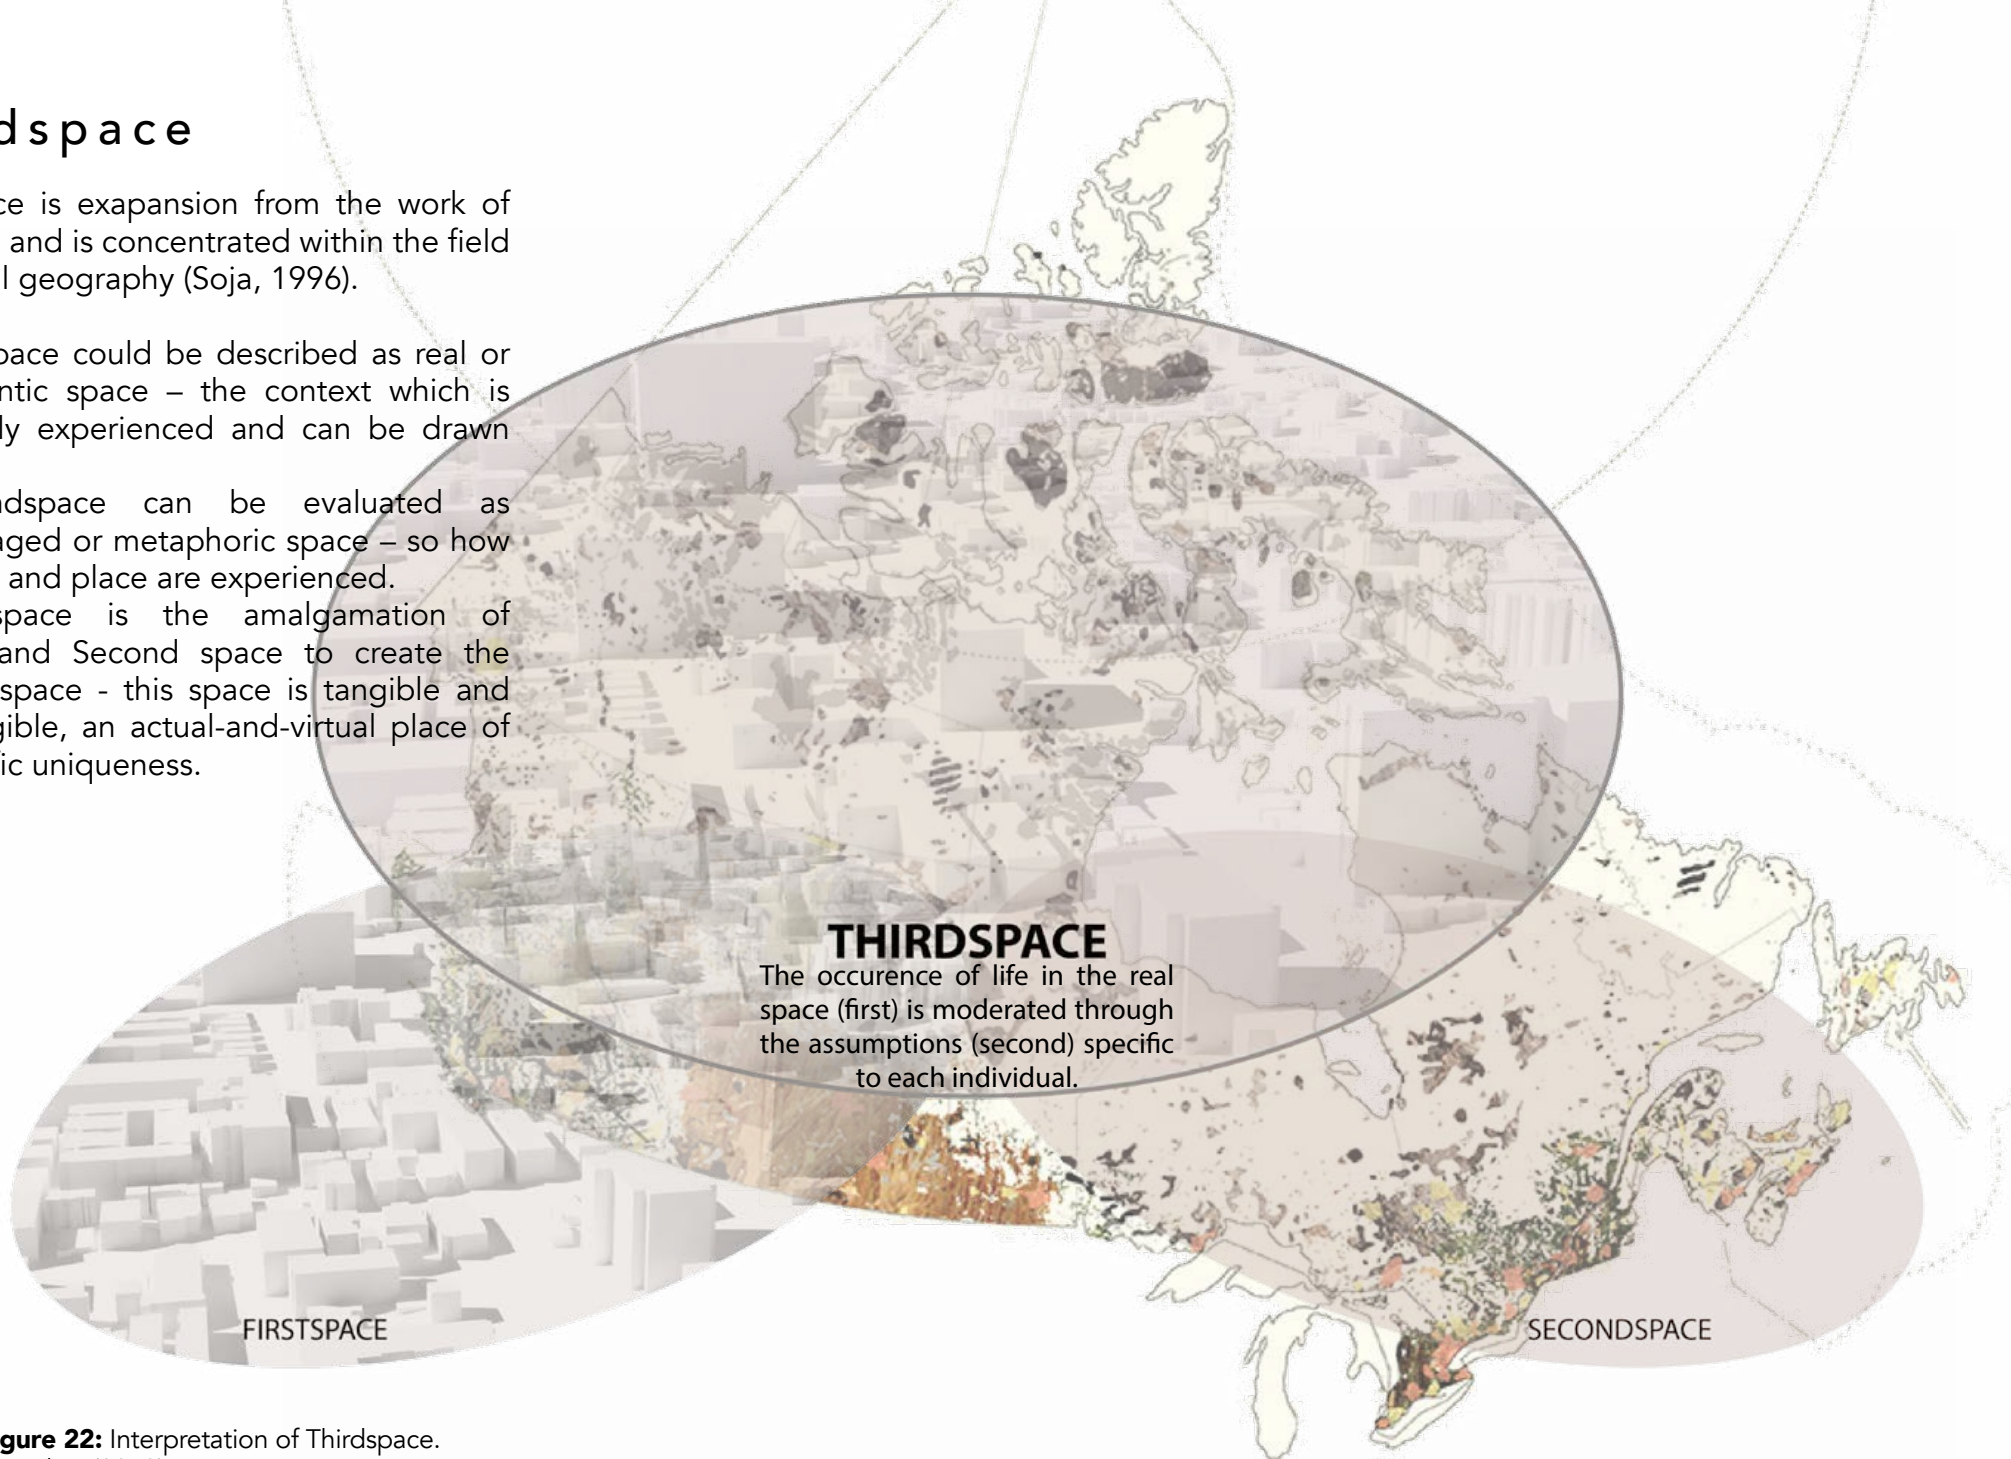 dspace
ce is exapansion from the work of
and is concentrated within the field
l geography (Soja, 1996).
pace could be described as real or
ntic space – the context which is
ly experienced and can be drawn
ndspace can be evaluated as
aged or metaphoric space – so how
and place are experienced.
space is the amalgamation of
and Second space to create the
space - this space is tangible and
gible, an actual-and-virtual place of
ic uniqueness.
THIRDSPACE
The occurence of life in the real
space (first) is moderated through
the assumptions (second) specific
to each individual.
FIRSTSPACE
SECONDSPACE
gure 22: Interpretation of Thirdspace.